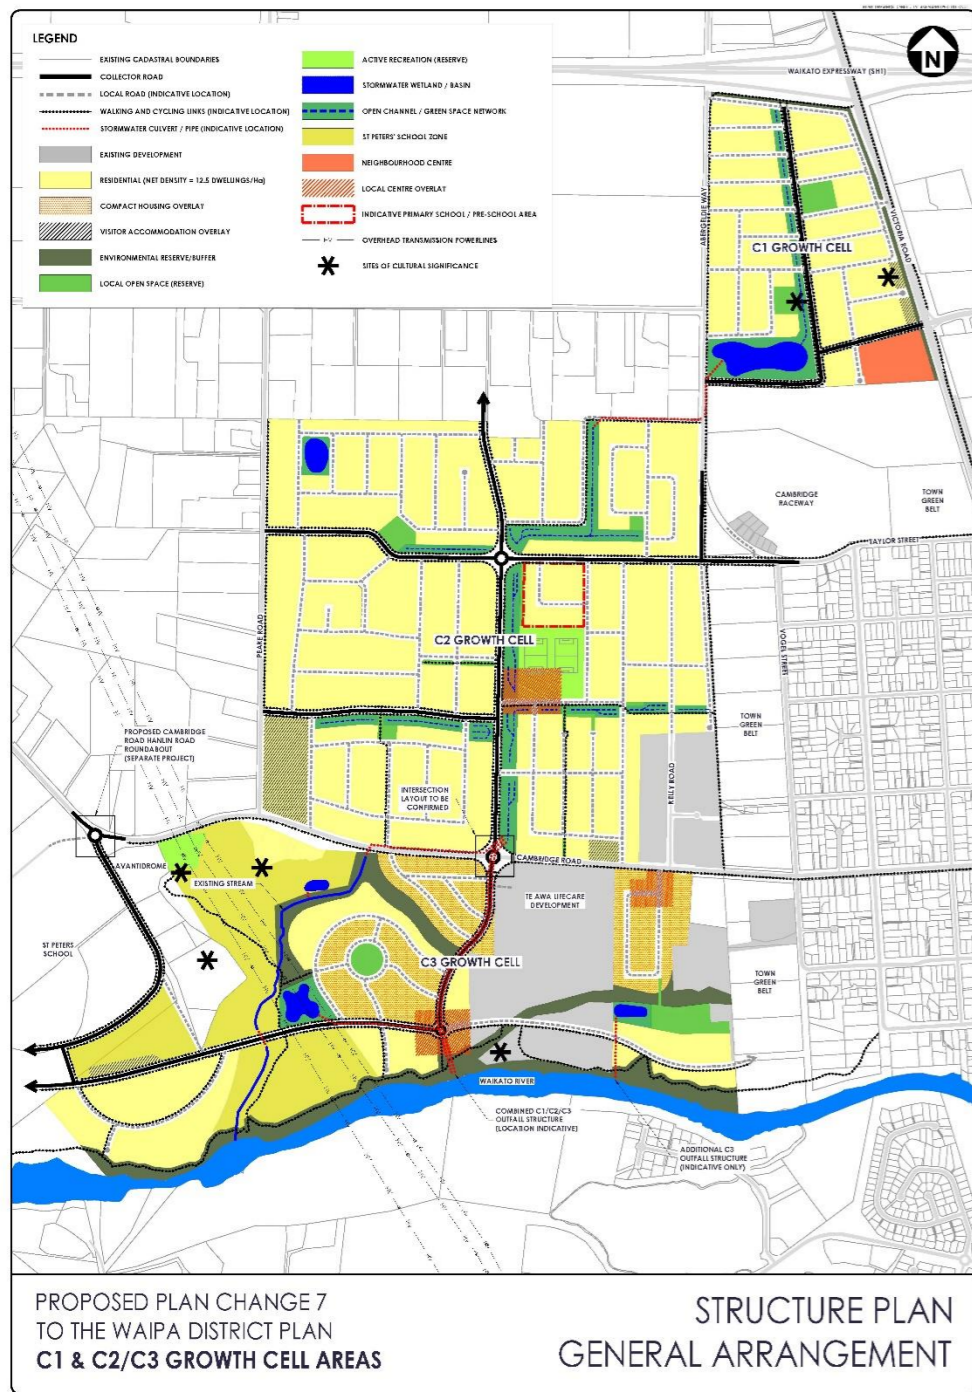 LEGEND
EXISTING CADASTRAL BOUNDARIES
COLLECTOR ROAD
LOCAL ROAD (INDICATIVE LOCATION)
WALKING AND CYCLING LINKS (INDICATIVE LOCATION)
STORMWATER CULVERT / PIPE (INDICATIVE LOCATION)
EXISTING DEVELOPMENT
RESIDENTIAL (NET DENSITY = 12.5 DWELLINGS/Ha)
COMPACT HOUSING OVERLAY
VISITOR ACCOMMODATION OVERLAY
ENVIRONMENTAL RESERVE/BUFFER
LOCAL OPEN SPACE (RESERVE)
ACTIVE RECREATION (RESERVE)
STORMWATER WETLAND / BASIN
OPEN CHANNEL / GREEN SPACE NETWORK
ST PETERS' SCHOOL ZONE
NEIGHBOURHOOD CENTRE
LOCAL CENTRE OVERLAY
INDICATIVE PRIMARY SCHOOL / PRE-SCHOOL AREA
HV
OVERHEAD TRANSMISSION POWERLINES
SITES OF CULTURAL SIGNIFICANCE
N
WAIKATO EXPRESSWAY (SH1)
ABERGELDIE WAY
VICTORIA ROAD
C1 GROWTH CELL
CAMBRIDGE
RACEWAY
TOWN
GREEN
BELT
TAYLOR STREET
PEAKE ROAD
C2 GROWTH CELL
VOGEL STREET
TOWN
GREEN
BELT
KELLY ROAD
PROPOSED CAMBRIDGE
ROAD HANLIN ROAD
ROUNDABOUT
(SEPARATE PROJECT)
INTERSECTION
LAYOUT TO BE
CONFIRMED
CAMBRIDGE ROAD
AVANTIDROME
EXISTING STREAM
TE AWA LIFECARE
DEVELOPMENT
ST PETERS
SCHOOL
C3 GROWTH CELL
TOWN
GREEN
BELT
WAIKATO RIVER
COMBINED C1/C2/C3
OUTFALL STRUCTURE
(LOCATION INDICATIVE)
ADDITIONAL C3
OUTFALL STRUCTURE
(INDICATIVE ONLY)
PROPOSED PLAN CHANGE 7
TO THE WAIPA DISTRICT PLAN
C1 & C2/C3 GROWTH CELL AREAS
STRUCTURE PLAN
GENERAL ARRANGEMENT